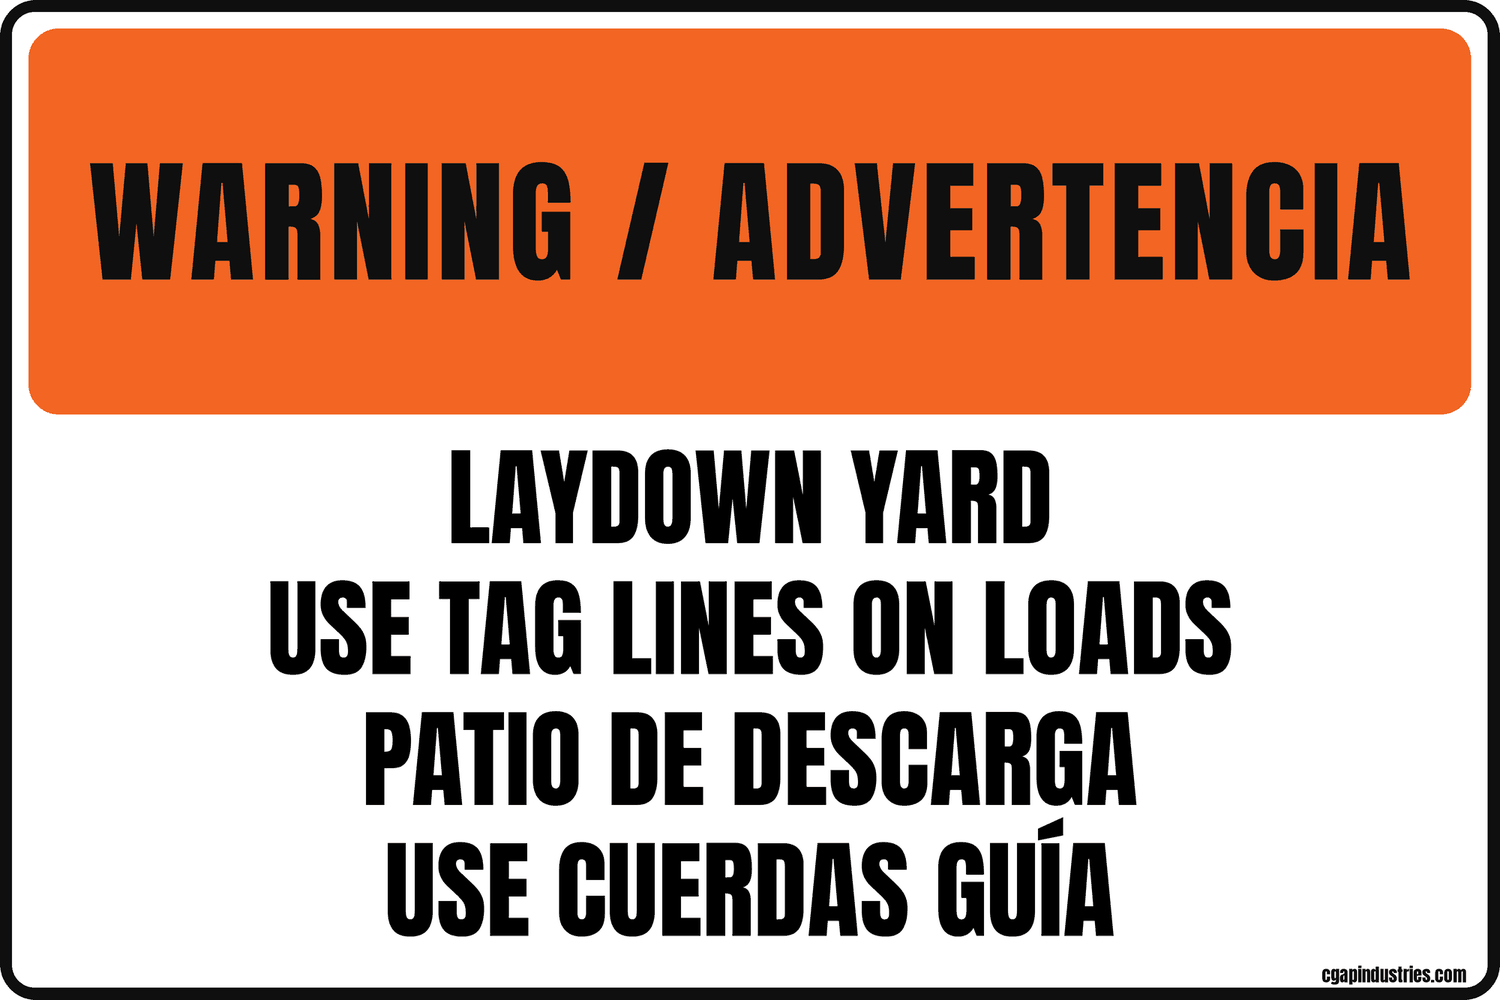 WARNING / ADVERTENCIA
LAYDOWN YARD
USE TAG LINES ON LOADS
PATIO DE DESCARGA
USE CUERDAS GUÍA
cgapindustries.com